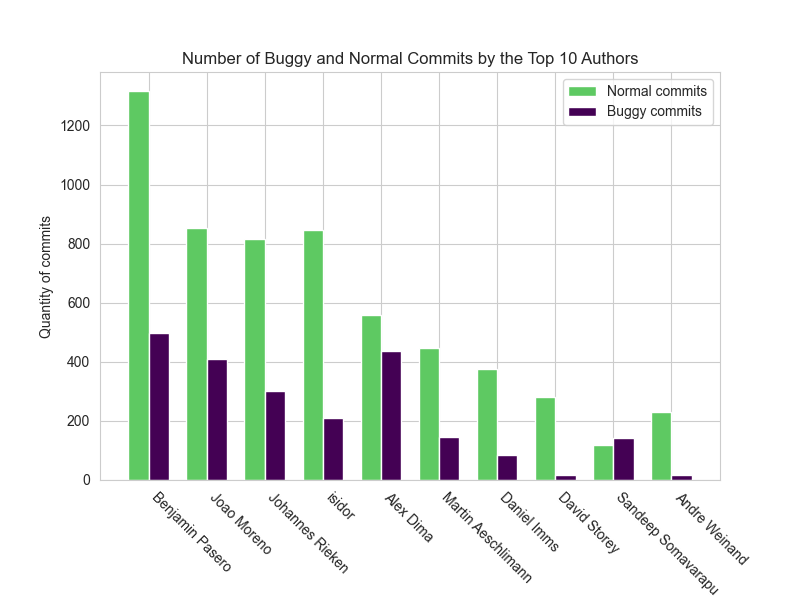 Number of Buggy and Normal Commits by the Top 10 Authors
Normal commits
Buggy commits
Quantity of commits
1200
1000
800
600
400
200
0
Benjamin Pasero
Joao Moreno
Johannes Rieken
isidor
Alex Dima
Martin Aeschlimann
Daniel Imms
David Storey
Sandeep Somavarapu
Andre Weinand